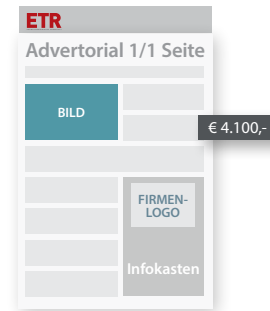 ETR
Advertorial 1/1 Seite
BILD
€ 4.100,-
FIRMEN-
LOGO
Infokasten